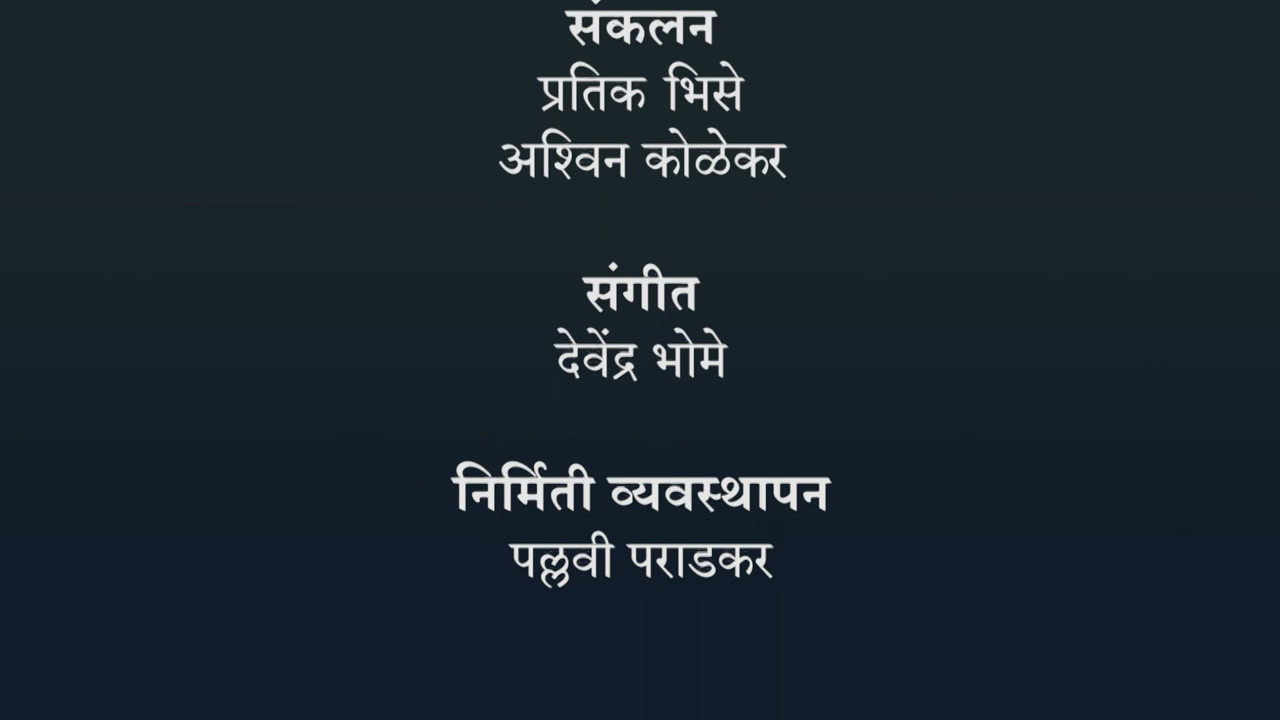 संकलन
प्रतिक भिसे
अश्विन कोळेकर
संगीत
देवेंद्र भोमे
निर्मिती व्यवस्थापन
पल्लवी पराडकर